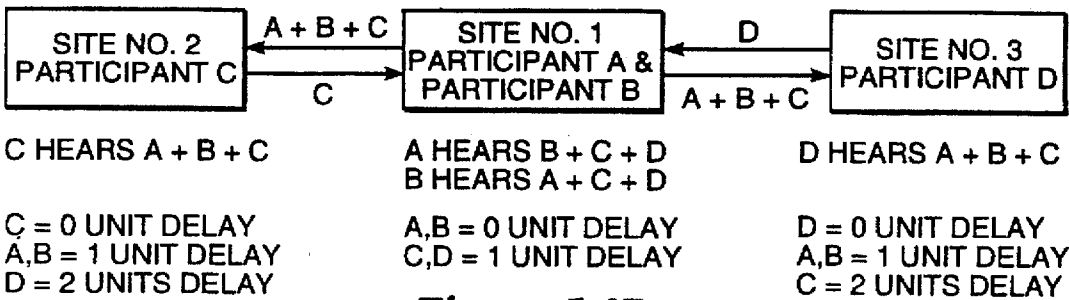 SITE NO. 2
PARTICIPANT C
A + B + C
C
SITE NO. 1
PARTICIPANT A &
PARTICIPANT B
D
A + B + C
SITE NO. 3
PARTICIPANT D
C HEARS A + B + C
A HEARS B + C + D
B HEARS A + C + D
D HEARS A + B + C
C = 0 UNIT DELAY
A,B = 1 UNIT DELAY
D = 2 UNITS DELAY
A,B = 0 UNIT DELAY
C,D = 1 UNIT DELAY
D = 0 UNIT DELAY
A,B = 1 UNIT DELAY
C = 2 UNITS DELAY